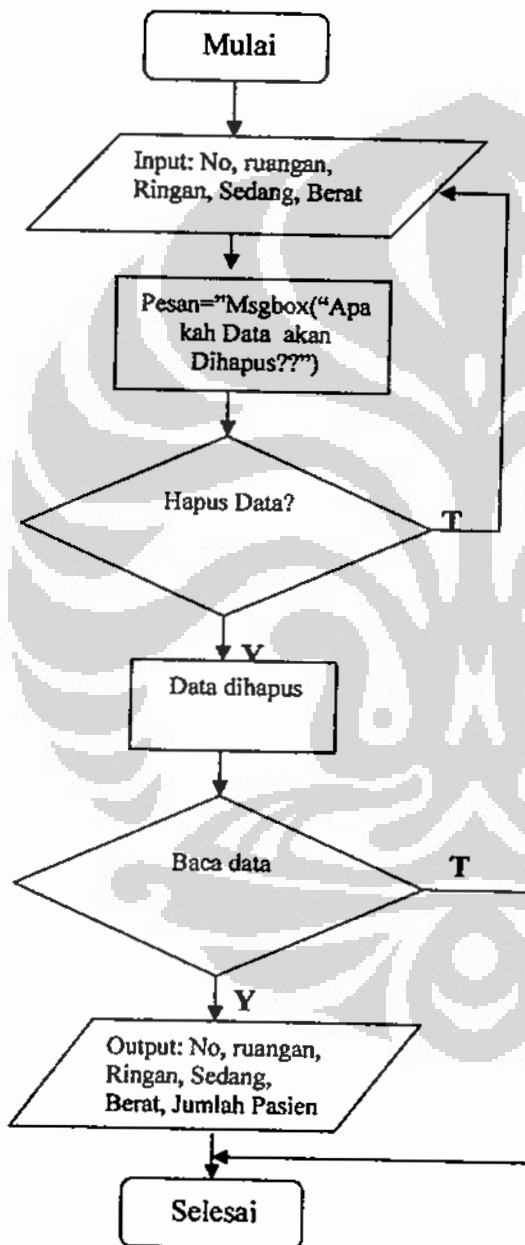 Mulai
Input: No, ruangan,
Ringan, Sedang, Berat
Pesan="Msgbox("Apa
kah Data akan
Dihapus??")
Hapus Data?
T
Y
Data dihapus
Baca data
T
Y
Output: No, ruangan,
Ringan, Sedang,
Berat, Jumlah Pasien
Selesai